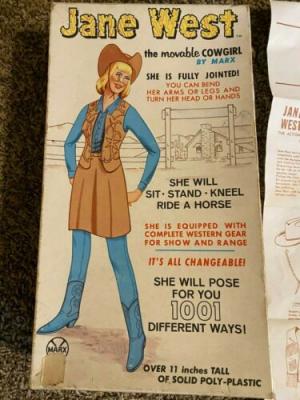 Jane West
the movable COWGIRL
BY MARX
SHE IS FULLY JOINTED!
YOU CAN BEND
HER ARMS OR LEGS AND
TURN HER HEAD OR HANDS
SHE WILL
SIT · STAND · KNEEL
RIDE A HORSE
SHE IS EQUIPPED WITH
COMPLETE WESTERN GEAR
FOR SHOW AND RANGE
IT'S ALL CHANGEABLE!
SHE WILL POSE
FOR YOU
1001
DIFFERENT WAYS!
MARX
OVER 11 inches TALL
OF SOLID POLY-PLASTIC
JAN
WES